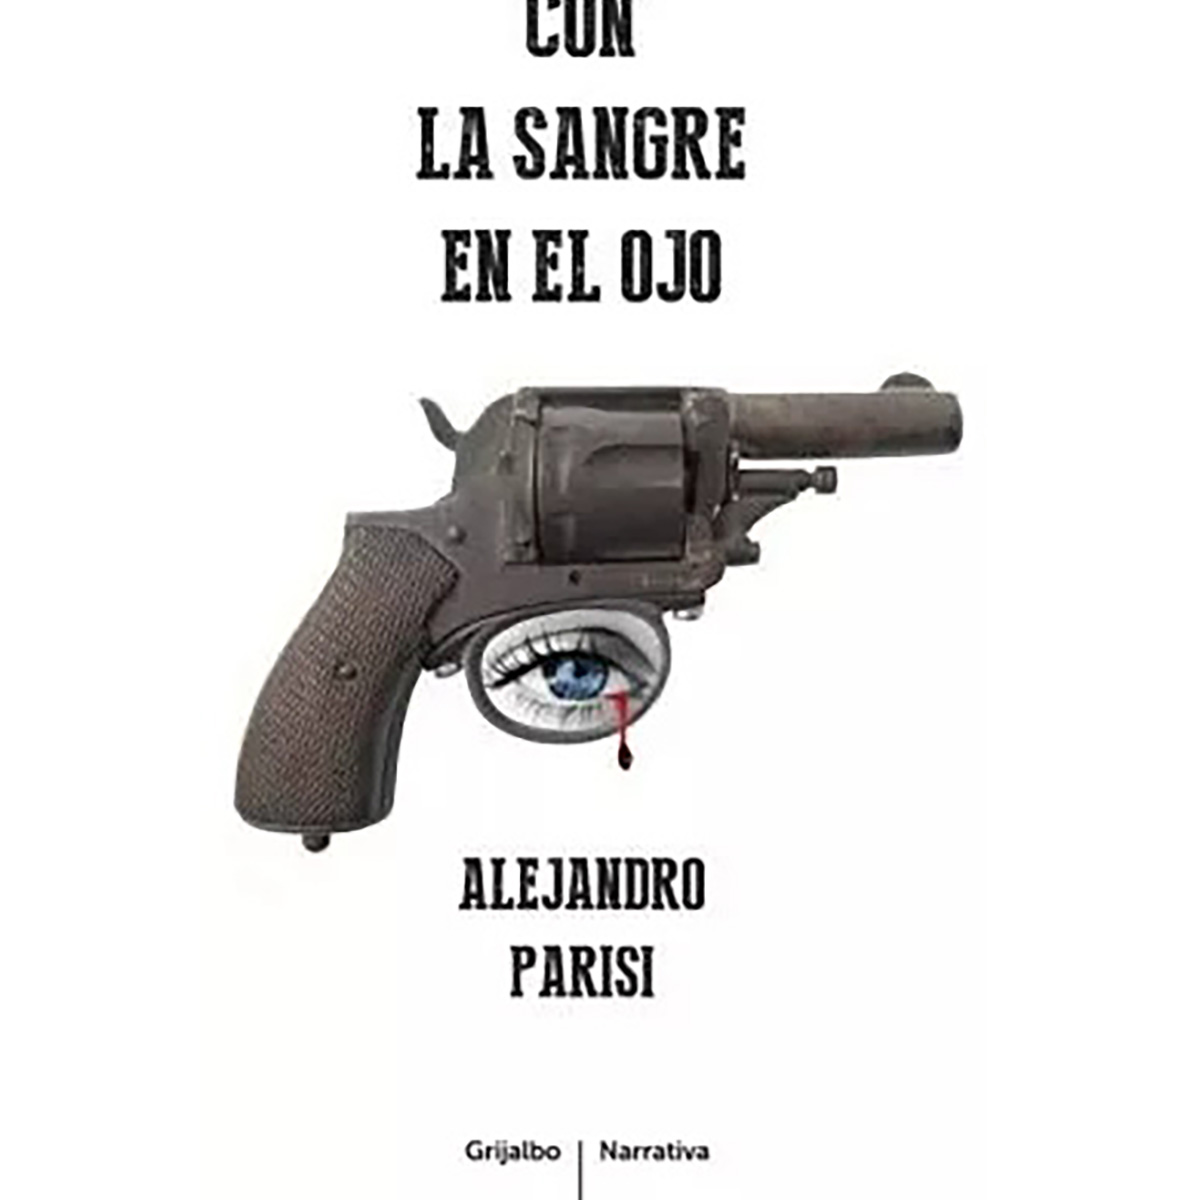 CON
LA SANGRE
EN EL OJO
ALEJANDRO
PARISI
Grijalbo | Narrativa